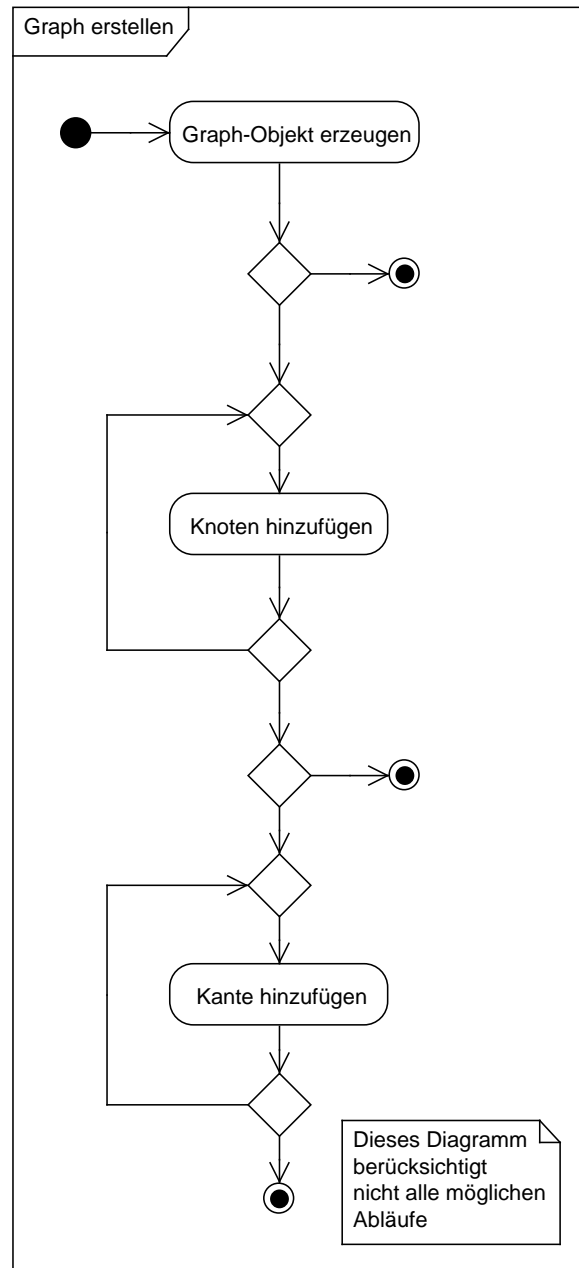 Graph erstellen
Graph-Objekt erzeugen
Knoten hinzufügen
Kante hinzufügen
Dieses Diagramm
berücksichtigt
nicht alle möglichen
Abläufe